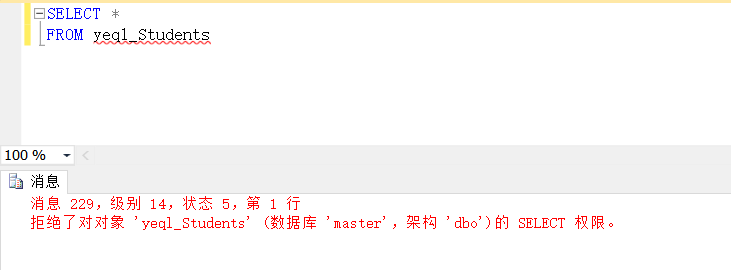 SELECT *
FROM yeql_Students
100 %
消息
消息 229，级别 14，状态 5，第 1 行
拒绝了对对象 'yeql_Students' (数据库 'master'，架构 'dbo')的 SELECT 权限。